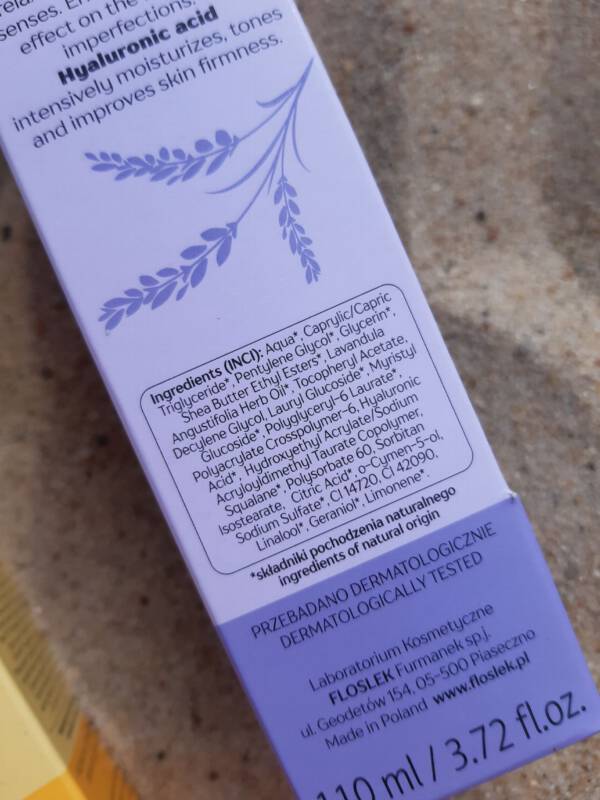 senses. E
effect on the
imperfections.
Hyaluronic acid
intensively moisturizes, tones
and improves skin firmness.
Ingredients (INCI): Aqua*, Caprylic/Capric
Triglyceride*, Pentylene Glycol*, Glycerin*,
Shea Butter Ethyl Esters*, Lavandula
Angustifolia Herb Oil*, Tocopheryl Acetate,
Decylene Glycol, Lauryl Glucoside*, Myristyl
Glucoside*, Polyglyceryl-6 Laurate*,
Polyacrylate Crosspolymer-6, Hyaluronic
Acid*, Hydroxyethyl Acrylate/Sodium
Acryloyldimethyl Taurate Copolymer,
Squalane*, Polysorbate 60, Sorbitan
Isostearate, Citric Acid*, o-Cymen-5-ol,
Sodium Sulfate*, CI 14720, CI 42090,
Linalool*, Geraniol*, Limonene*.
*składniki pochodzenia naturalnego
ingredients of natural origin
PRZEBADANO DERMATOLOGICZNIE
DERMATOLOGICALLY TESTED
Laboratorium Kosmetyczne
FLOSLEK Furmanek sp.j.
ul. Geodetów 154, 05-500 Piaseczno
Made in Poland www.floslek.pl
110 ml / 3.72 fl.oz.